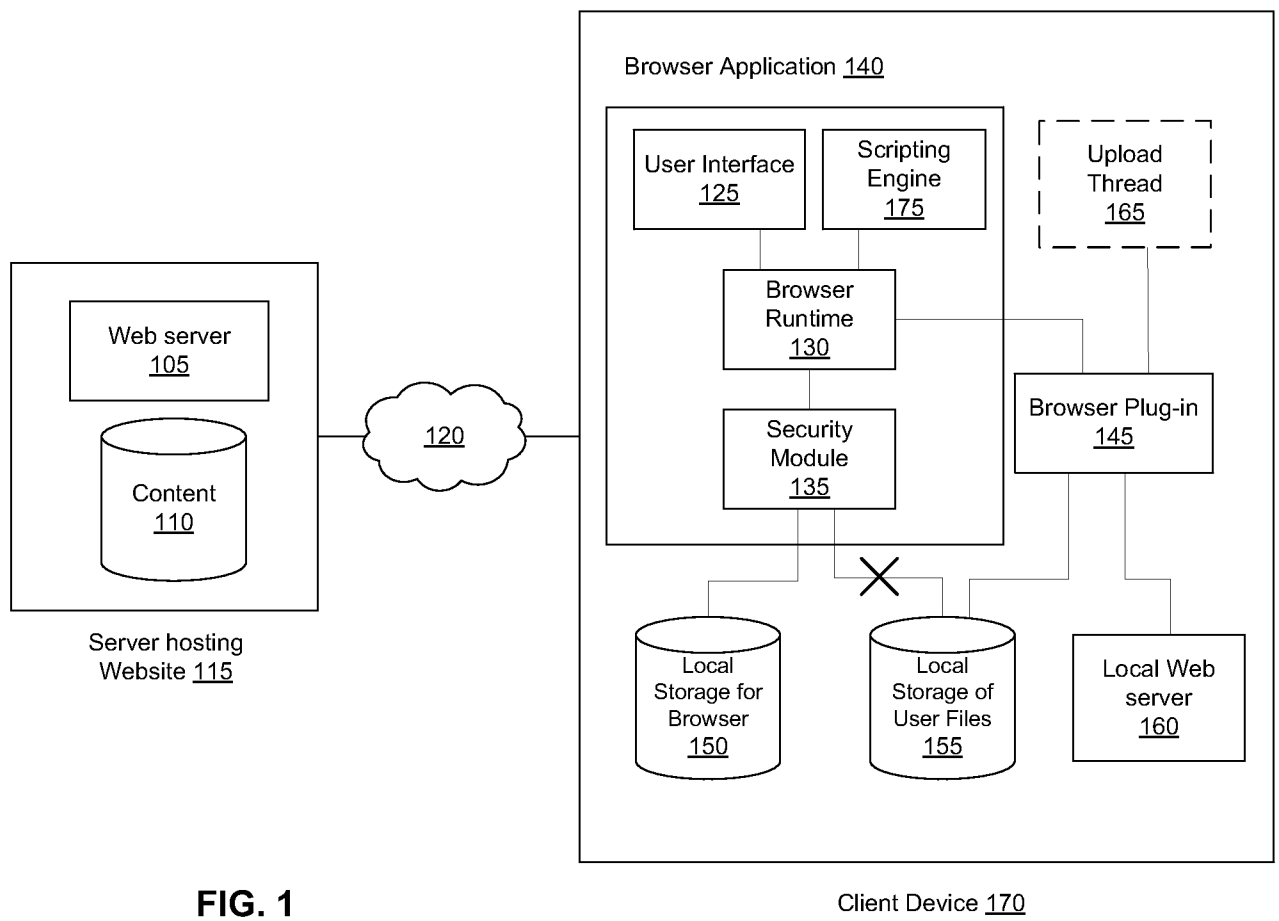 Browser Application 140
User Interface
125
Scripting
Engine
175
Upload
Thread
165
Web server
105
Browser
Runtime
130
Browser Plug-in
145
120
Security
Module
135
Content
110
Server hosting
Website 115
Local
Storage for
Browser
150
Local
Storage of
User Files
155
Local Web
server
160
FIG. 1
Client Device 170